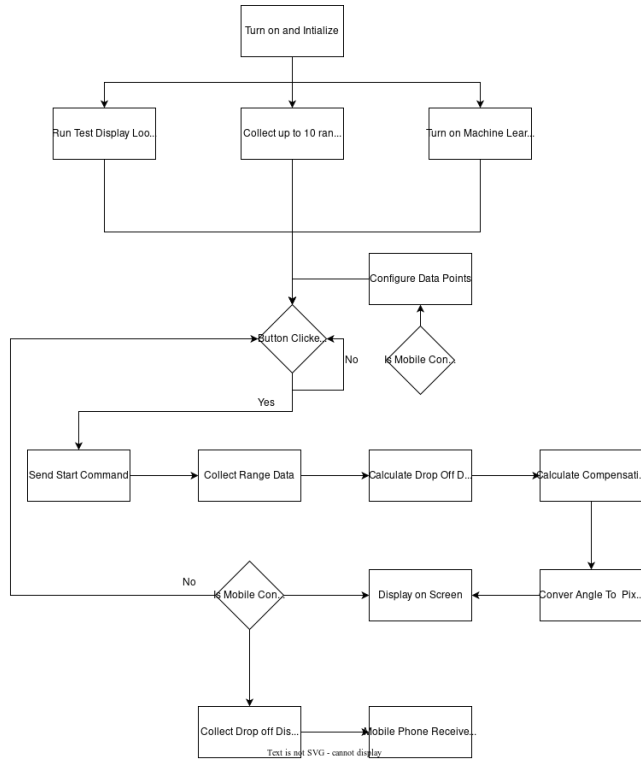 Turn on and Intialize
Run Test Display Loo...
Collect up to 10 ran...
Turn on Machine Lear...
Configure Data Points
Button Clicke...
Is Mobile Con...
No
Yes
Send Start Command
Collect Range Data
Calculate Drop Off D...
Calculate Compensati...
No
Is Mobile Con...
Display on Screen
Conver Angle To Pix...
Collect Drop off Dis...
Mobile Phone Receive...
Text is not SVG - cannot display